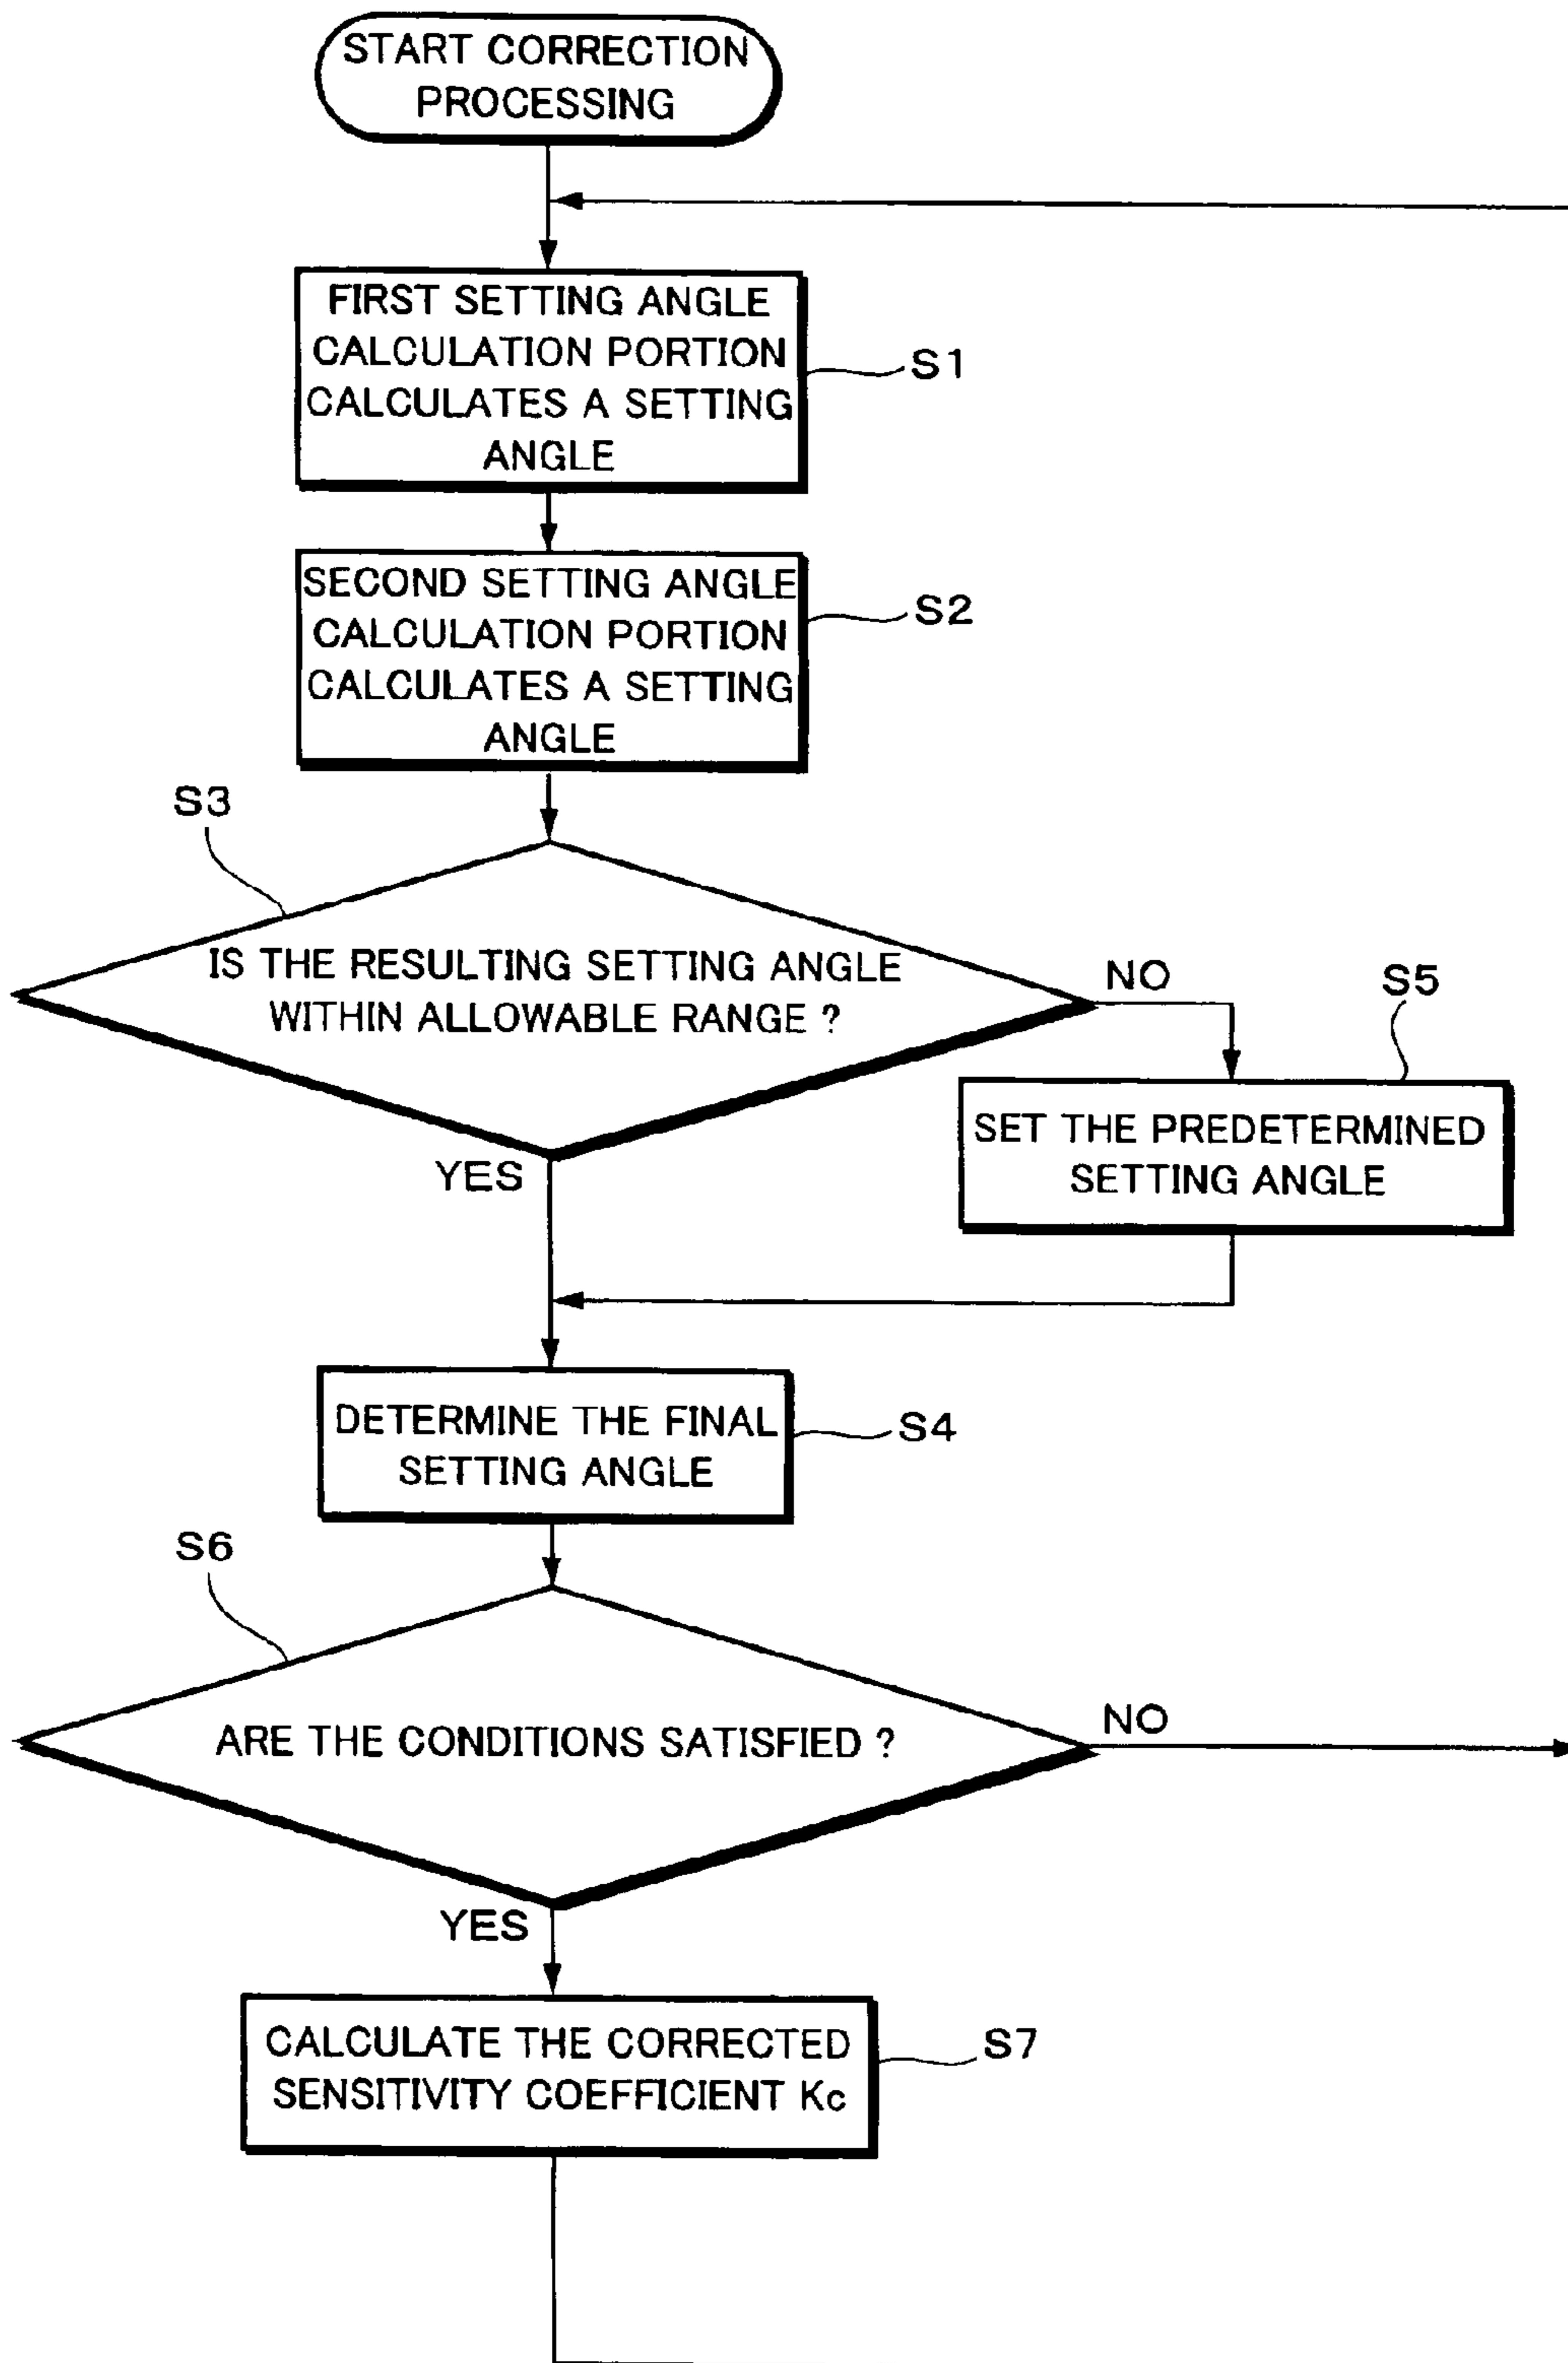 START CORRECTION
PROCESSING
FIRST SETTING ANGLE
CALCULATION PORTION
CALCULATES A SETTING
ANGLE
S1
SECOND SETTING ANGLE
CALCULATION PORTION
CALCULATES A SETTING
ANGLE
S2
S3
IS THE RESULTING SETTING ANGLE
WITHIN ALLOWABLE RANGE ?
NO
S5
SET THE PREDETERMINED
SETTING ANGLE
YES
DETERMINE THE FINAL
SETTING ANGLE
S4
S6
ARE THE CONDITIONS SATISFIED ?
NO
YES
CALCULATE THE CORRECTED
SENSITIVITY COEFFICIENT Kc
S7